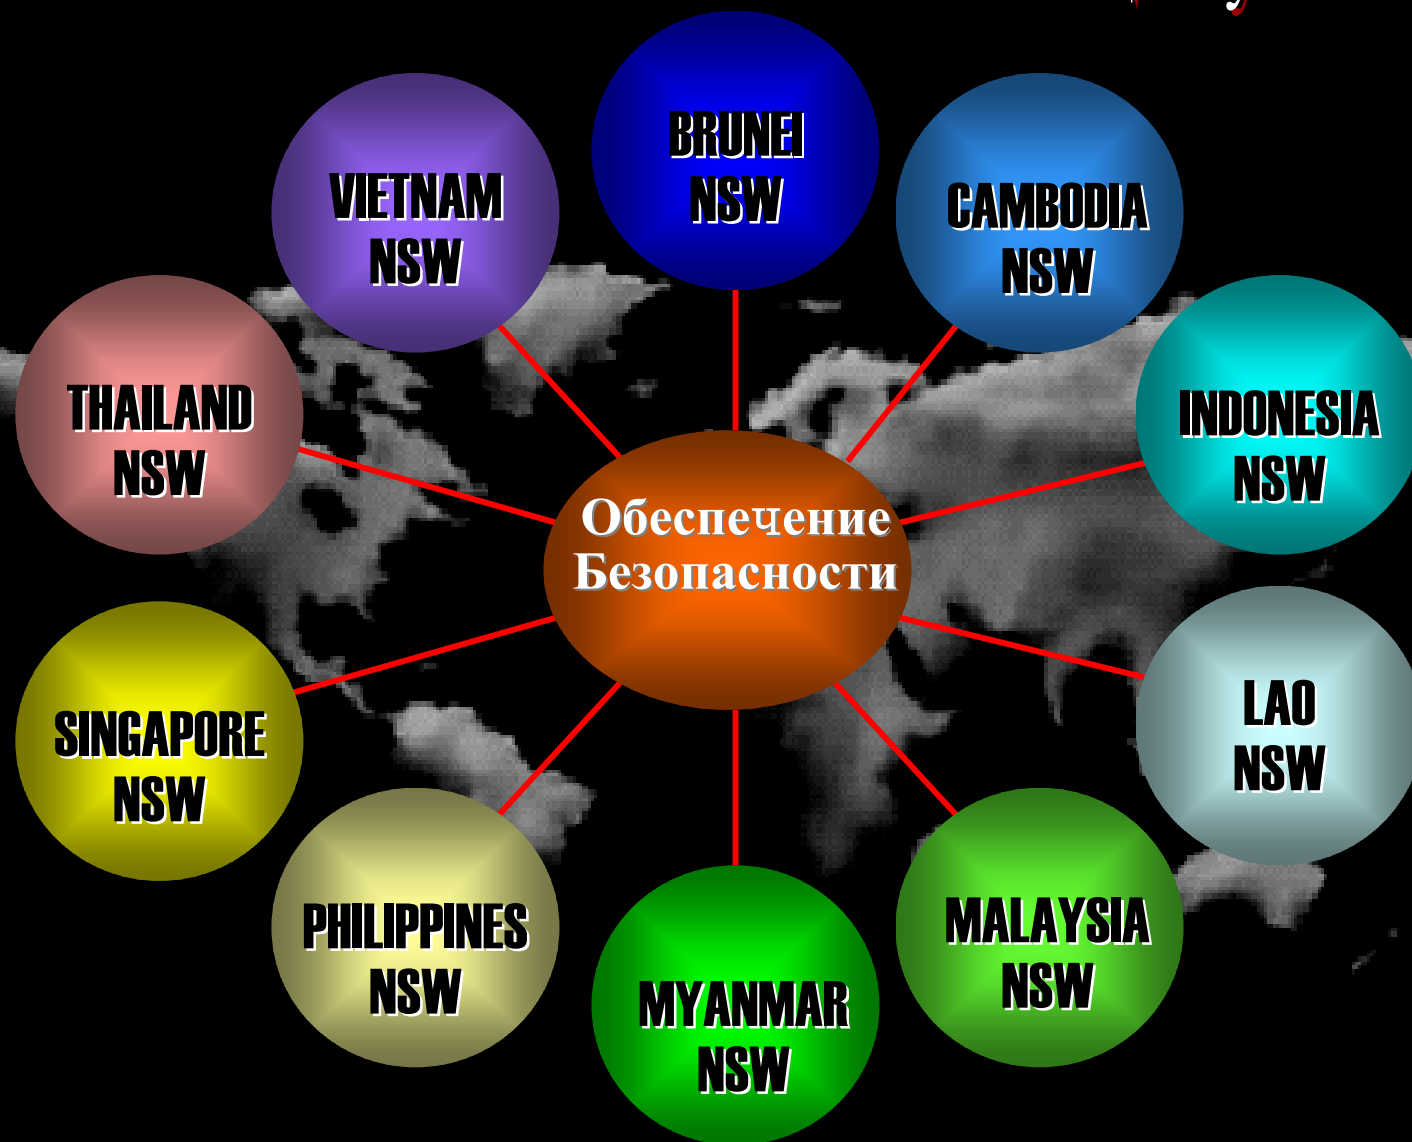 BRUNEI
NSW
VIETNAM
NSW
CAMBODIA
NSW
THAILAND
NSW
INDONESIA
NSW
Обеспечение
Безопасности
SINGAPORE
NSW
LAO
NSW
PHILIPPINES
NSW
MALAYSIA
NSW
MYANMAR
NSW